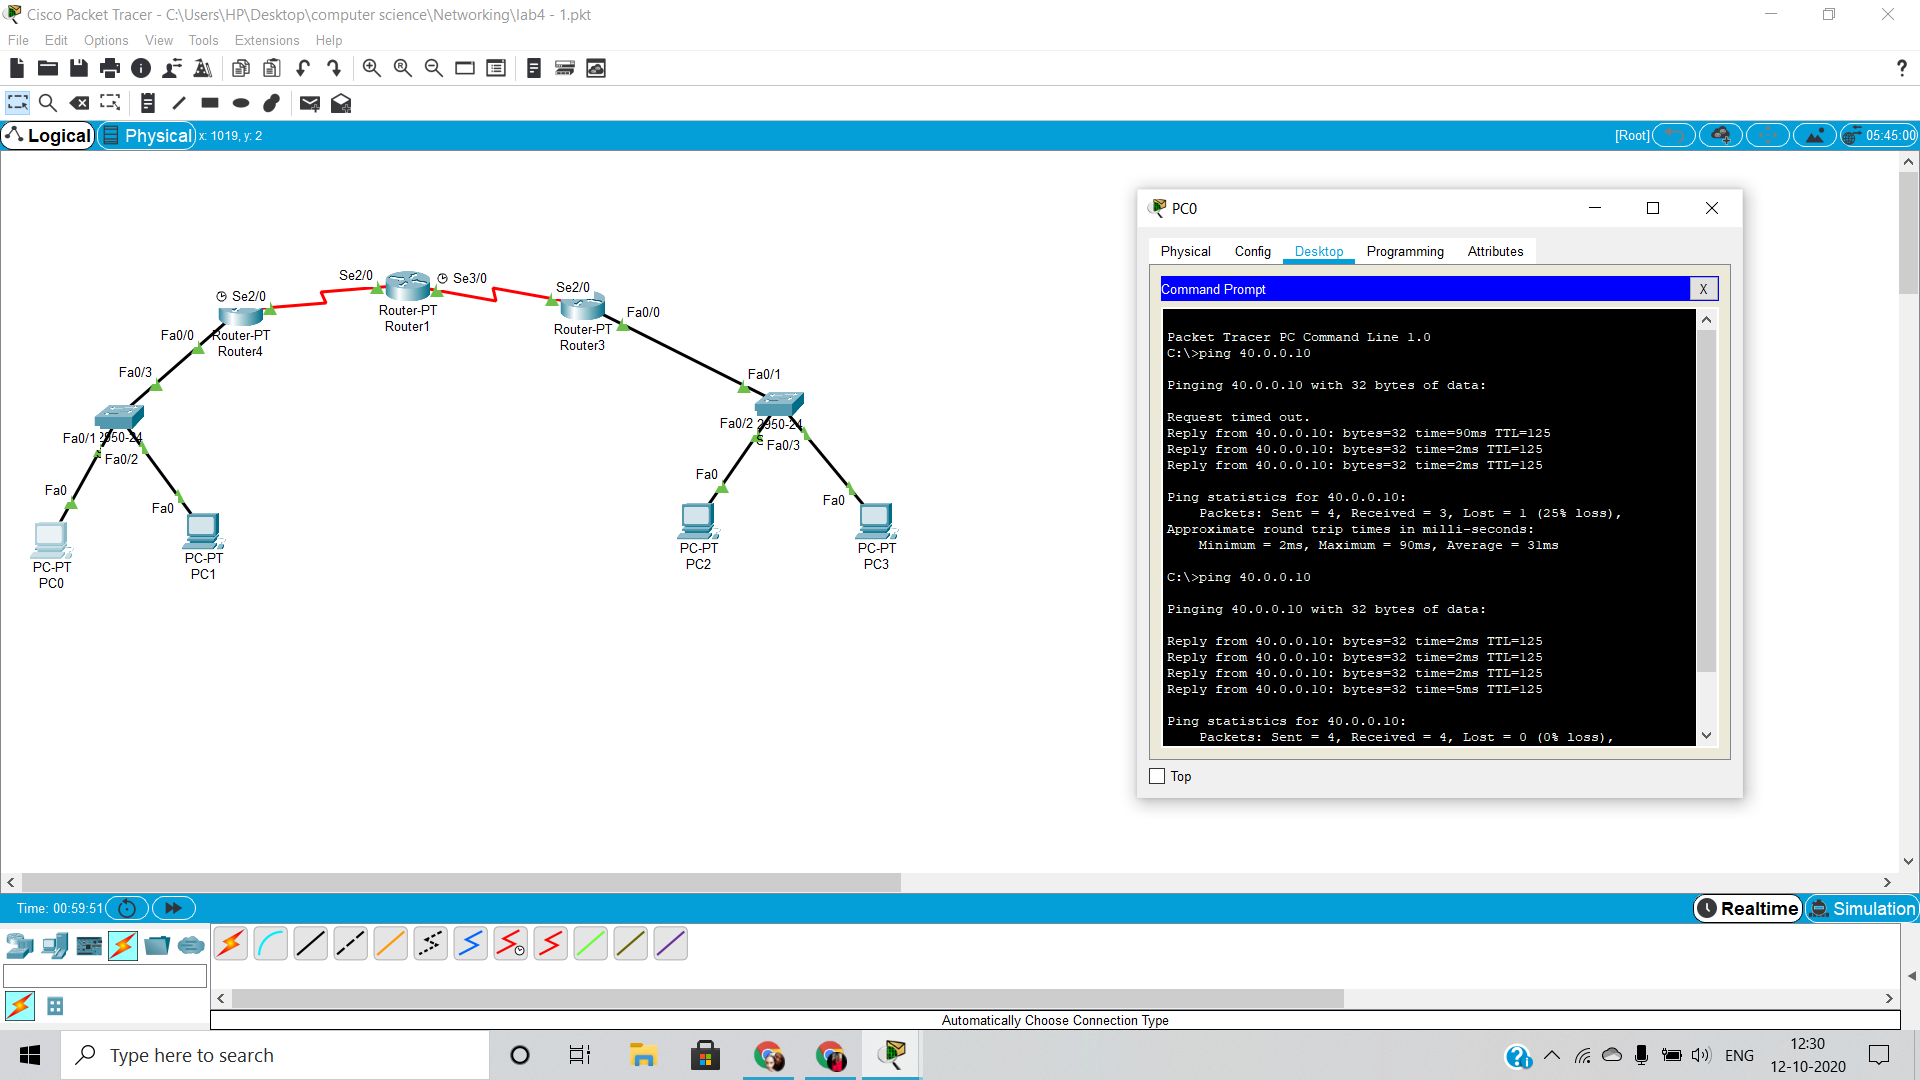 Cisco Packet Tracer - C:\Users\HP\Desktop\computer science\Networking\lab4 - 1.pkt
File Edit Options View Tools Extensions Help
Logical Physical x: 1019, y: 2 [Root] 05:45:00
PC0
Physical Config Desktop Programming Attributes
Command Prompt X
Packet Tracer PC Command Line 1.0
C:\>ping 40.0.0.10
Pinging 40.0.0.10 with 32 bytes of data:
Request timed out.
Reply from 40.0.0.10: bytes=32 time=90ms TTL=125
Reply from 40.0.0.10: bytes=32 time=2ms TTL=125
Reply from 40.0.0.10: bytes=32 time=2ms TTL=125
Ping statistics for 40.0.0.10:
Packets: Sent = 4, Received = 3, Lost = 1 (25% loss),
Approximate round trip times in milli-seconds:
Minimum = 2ms, Maximum = 90ms, Average = 31ms
C:\>ping 40.0.0.10
Pinging 40.0.0.10 with 32 bytes of data:
Reply from 40.0.0.10: bytes=32 time=2ms TTL=125
Reply from 40.0.0.10: bytes=32 time=2ms TTL=125
Reply from 40.0.0.10: bytes=32 time=2ms TTL=125
Reply from 40.0.0.10: bytes=32 time=5ms TTL=125
Ping statistics for 40.0.0.10:
Packets: Sent = 4, Received = 4, Lost = 0 (0% loss),
Top
Se2/0 Se3/0
Se2/0 Se2/0
Router-PT
Router1
Fa0/0
Fa0/0 Router-PT
Router4
Router-PT
Router3
Fa0/3 Fa0/1
Fa0/2 2950-24
Fa0/1 2950-24 Fa0/3
Fa0/2
Fa0 Fa0
Fa0 Fa0
PC-PT
PC0
PC-PT
PC1
PC-PT
PC2
PC-PT
PC3
Time: 00:59:51 Realtime Simulation
Automatically Choose Connection Type
Type here to search
ENG
12:30
12-10-2020